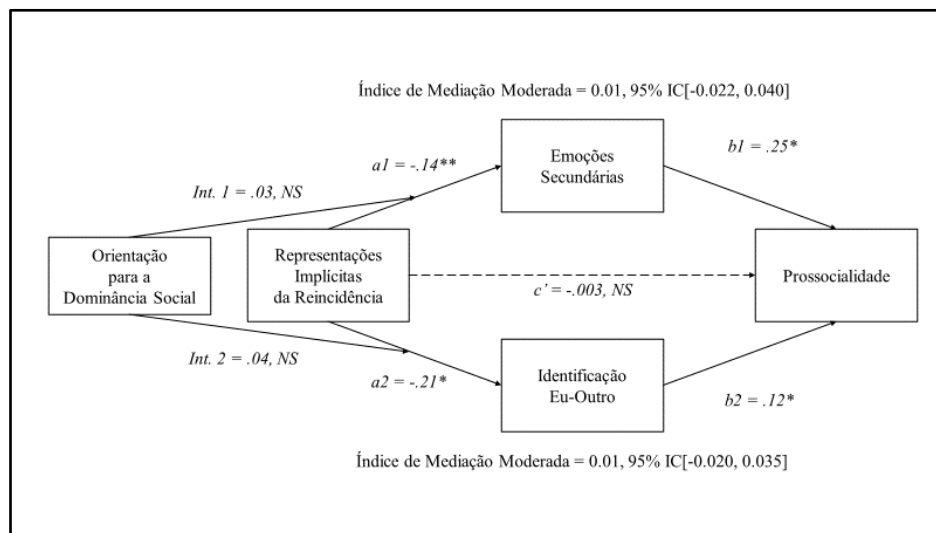 Índice de Mediação Moderada = 0.01, 95% IC[-0.022, 0.040]
a1 = -.14**
Emoções
Secundárias
b1 = .25*
Int. 1 = .03, NS
Orientação
para a
Dominância Social
Representações
Implícitas
da Reincidência
c' = -.003, NS
Prossocialidade
Int. 2 = .04, NS
a2 = -.21*
Identificação
Eu-Outro
b2 = .12*
Índice de Mediação Moderada = 0.01, 95% IC[-0.020, 0.035]